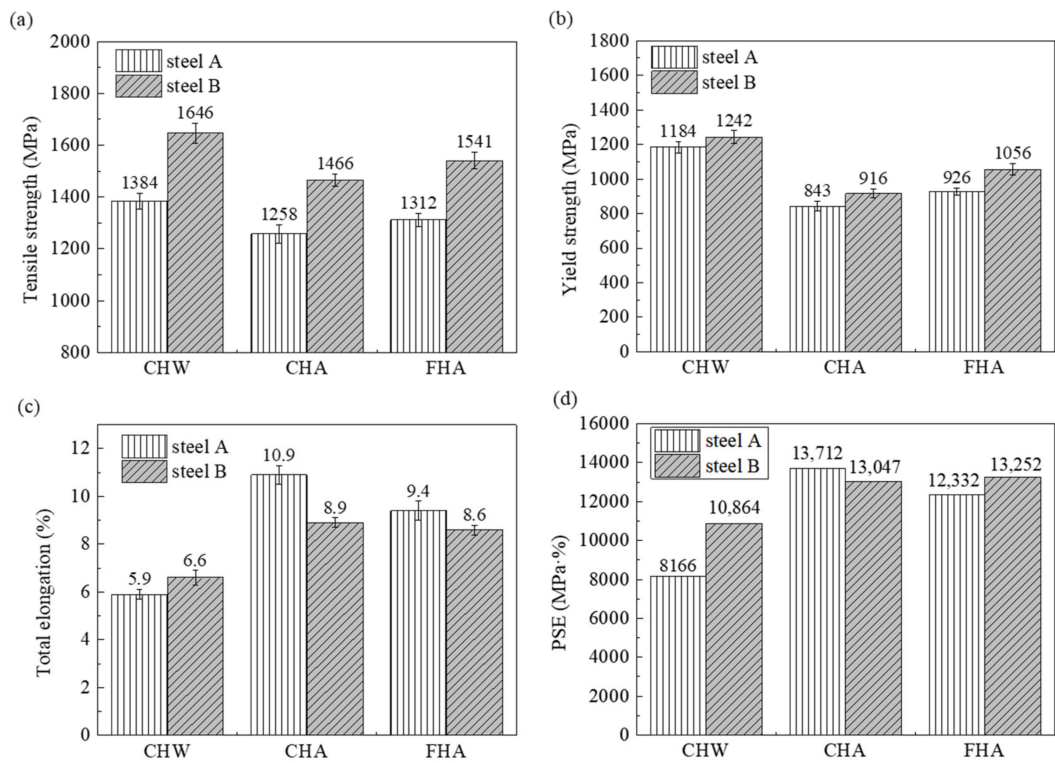 (a)
Tensile strength (MPa)
2000
1800
1600
1400
1200
1000
800
steel A
steel B
1384
1646
1258
1466
1312
1541
CHW
CHA
FHA
(b)
Yield strength (MPa)
1800
1600
1400
1200
1000
800
600
400
200
0
steel A
steel B
1184
1242
843
916
926
1056
CHW
CHA
FHA
(c)
Total elongation (%)
12
10
8
6
4
2
0
steel A
steel B
5.9
6.6
10.9
8.9
9.4
8.6
CHW
CHA
FHA
(d)
PSE (MPa·%)
16000
14000
12000
10000
8000
6000
4000
2000
0
steel A
steel B
8166
10,864
13,712
13,047
12,332
13,252
CHW
CHA
FHA